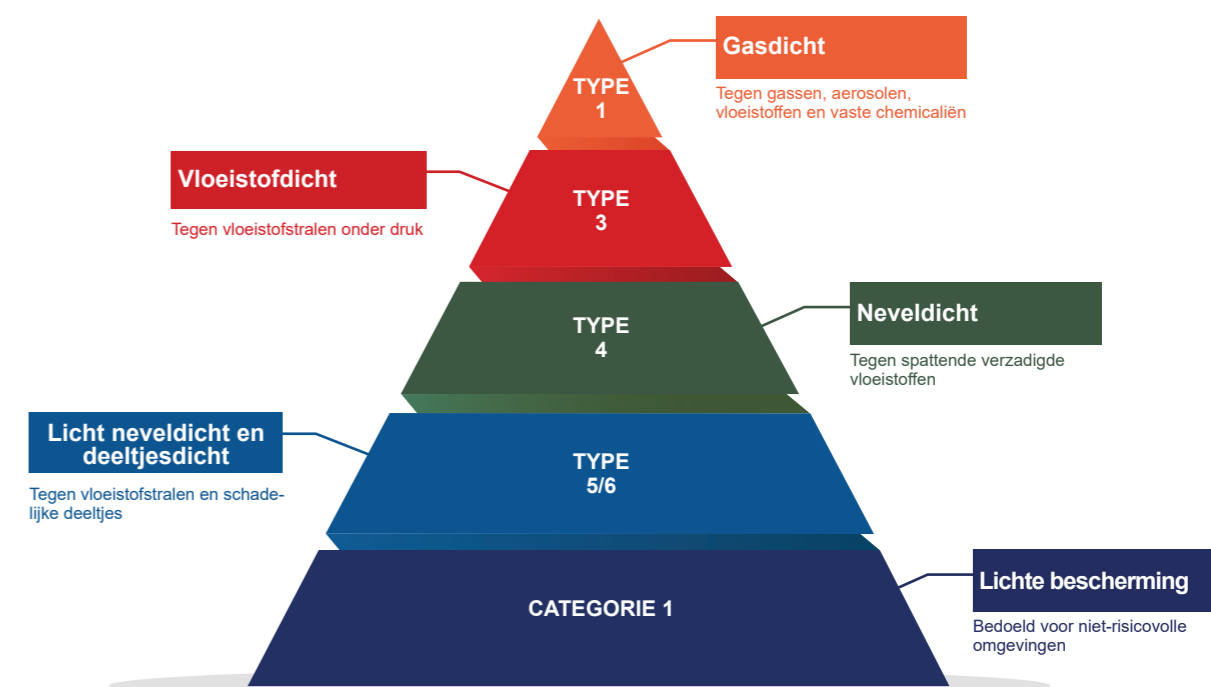 Gasdicht
Tegen gassen, aerosolen,
vloeistoffen en vaste chemicaliën
TYPE
1
Vloeistofdicht
Tegen vloeistofstralen onder druk
TYPE
3
Neveldicht
Tegen spattende verzadigde
vloeistoffen
TYPE
4
Licht neveldicht en
deeltjesdicht
Tegen vloeistofstralen en schade-
lijke deeltjes
TYPE
5/6
Lichte bescherming
Bedoeld voor niet-risicovolle
omgevingen
CATEGORIE 1